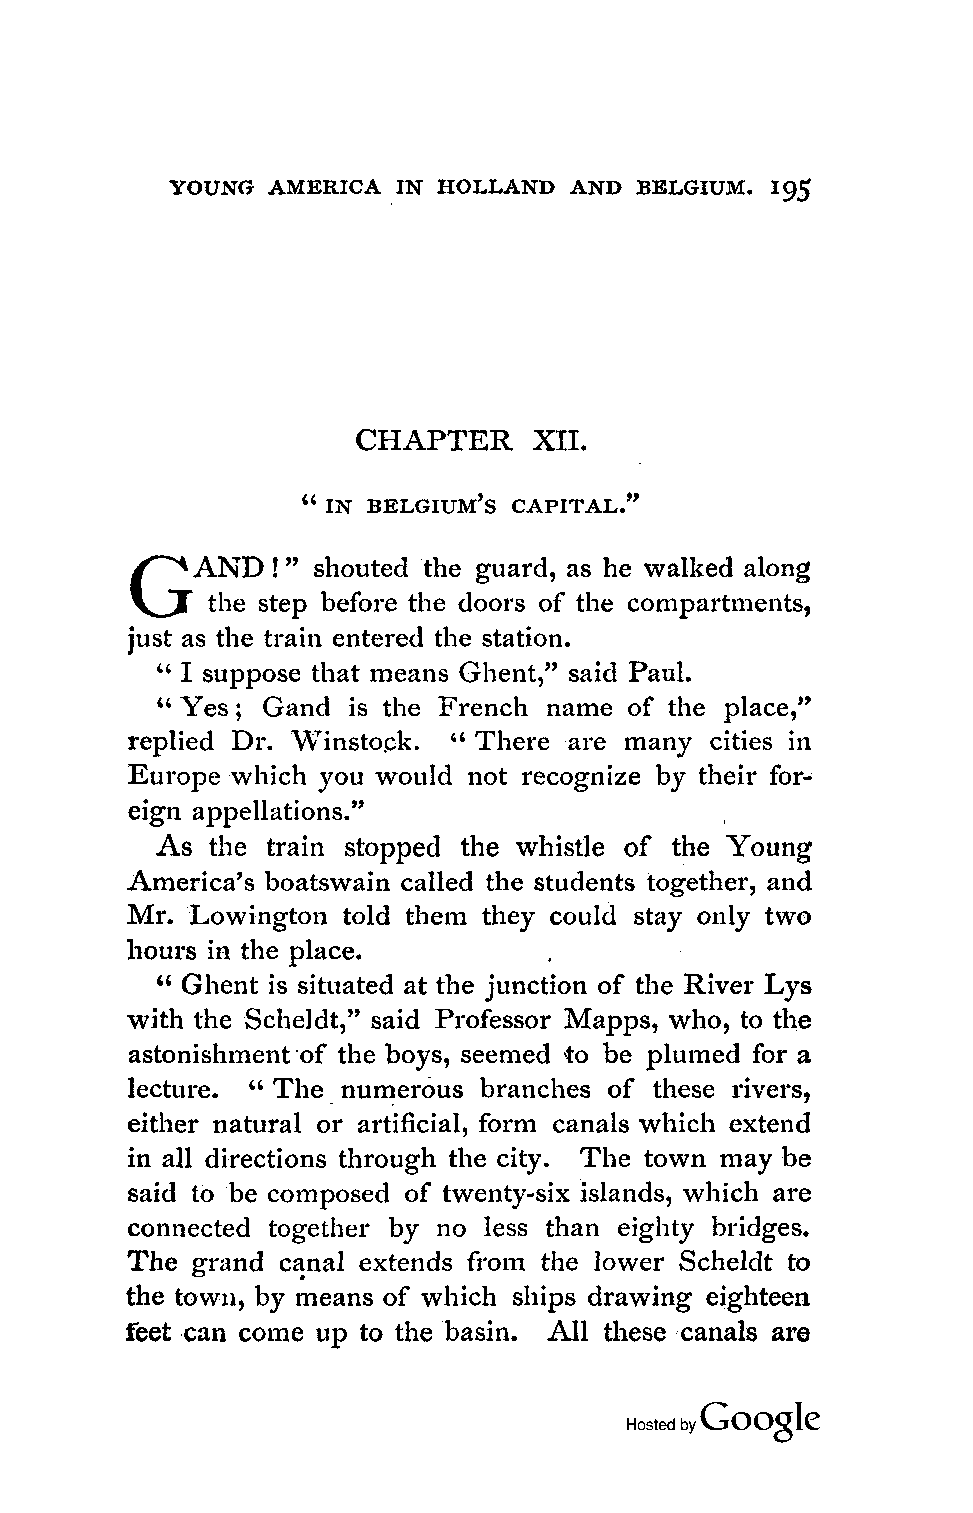 YOUNG AMERICA IN HOLLAND AND BELGIUM. 195
CHAPTER XII.
“ IN BELGIUM’S CAPITAL.”
GAND!” shouted the guard, as he walked along
the step before the doors of the compartments,
just as the train entered the station.
“ I suppose that means Ghent,” said Paul.
“ Yes; Gand is the French name of the place,”
replied Dr. Winstock. “ There are many cities in
Europe which you would not recognize by their for-
eign appellations.”
As the train stopped the whistle of the Young
America’s boatswain called the students together, and
Mr. Lowington told them they could stay only two
hours in the place.
“ Ghent is situated at the junction of the River Lys
with the Scheldt,” said Professor Mapps, who, to the
astonishment of the boys, seemed to be plumed for a
lecture. “ The numerous branches of these rivers,
either natural or artificial, form canals which extend
in all directions through the city. The town may be
said to be composed of twenty-six islands, which are
connected together by no less than eighty bridges.
The grand canal extends from the lower Scheldt to
the town, by means of which ships drawing eighteen
feet can come up to the basin. All these canals are
Hosted by Google